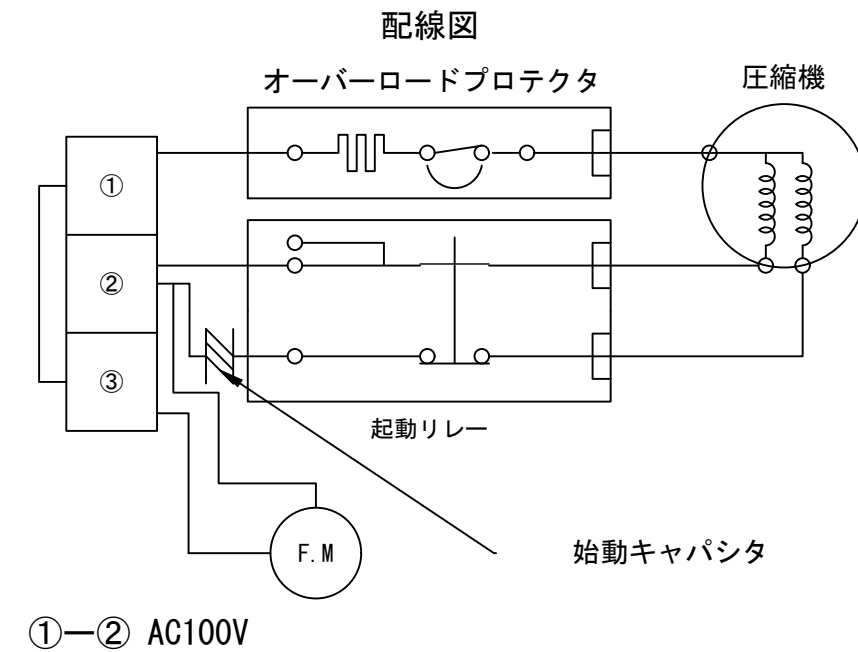 配線図
オーバーロードプロテクタ
圧縮機
①
②
③
起動リレー
F.M
始動キャパシタ
①ー② AC100V